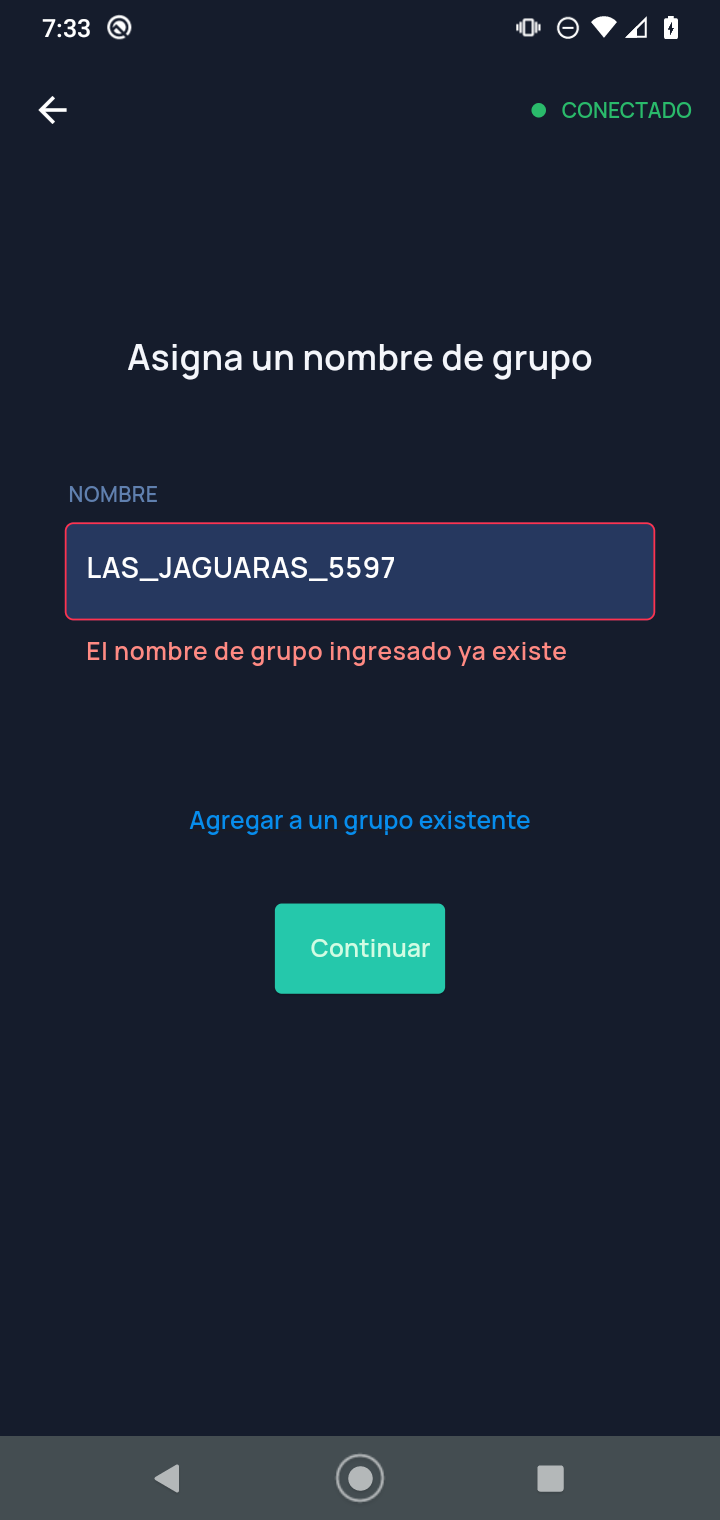 7:33
CONECTADO
Asigna un nombre de grupo
NOMBRE
LAS_JAGUARAS_5597
El nombre de grupo ingresado ya existe
Agregar a un grupo existente
Continuar